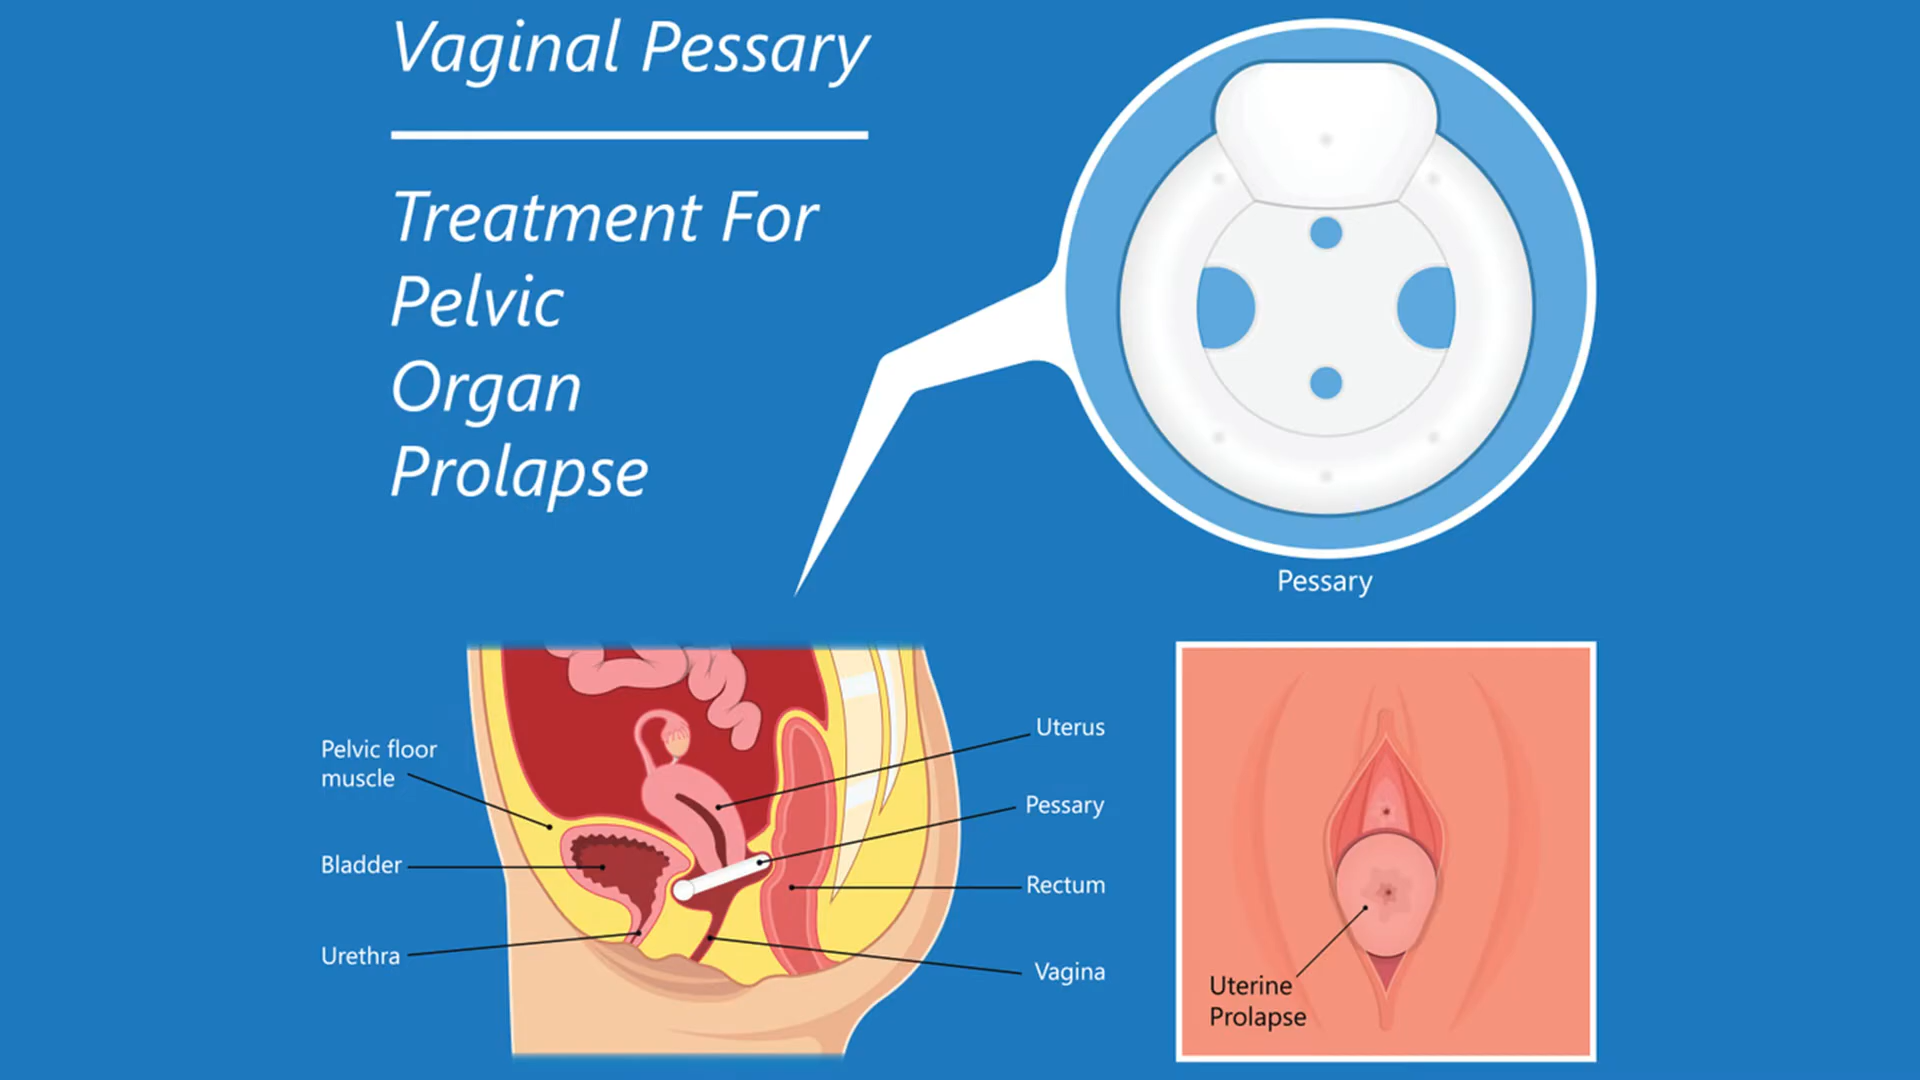 Vaginal Pessary
Treatment For
Pelvic
Organ
Prolapse
Pessary
Pelvic floor
muscle
Bladder
Urethra
Uterus
Pessary
Rectum
Vagina
Uterine
Prolapse